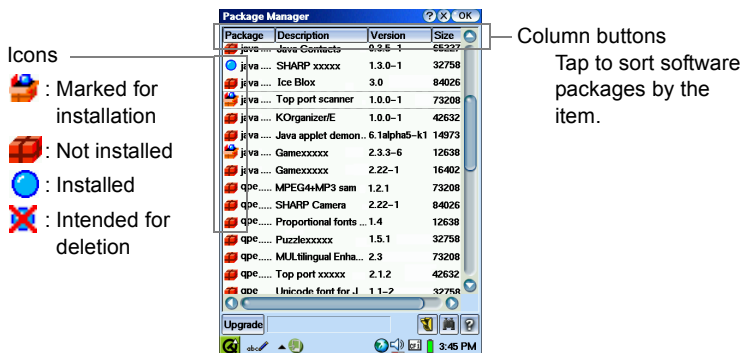 Package Manager ? X OK
Package Description Version Size
java .... Java Contacts 0.3.5-1 65327
java .... SHARP xxxxx 1.3.0-1 32758
java .... Ice Blox 3.0 84026
java .... Top port scanner 1.0.0-1 73208
java .... KOrganizer/E 1.0.0-1 42632
java .... Java applet demon.. 6.1alpha5-k1 14973
java .... Gamexxxxx 2.3.3-6 12638
java .... Gamexxxxx 2.22-1 16402
qpe..... MPEG4+MP3 sam 1.2.1 73208
qpe..... SHARP Camera 2.22-1 84026
qpe..... Proportional fonts ... 1.4 12638
qpe..... Puzzlexxxxx 1.5.1 32758
qpe..... MULtilingual Enha... 2.3 73208
qpe..... Top port xxxxx 2.1.2 42632
qpe Unicode font for J 1.1-2 32758
Upgrade ?
abc 3:45 PM
Icons
: Marked for
installation
: Not installed
: Installed
: Intended for
deletion
Column buttons
Tap to sort software
packages by the
item.